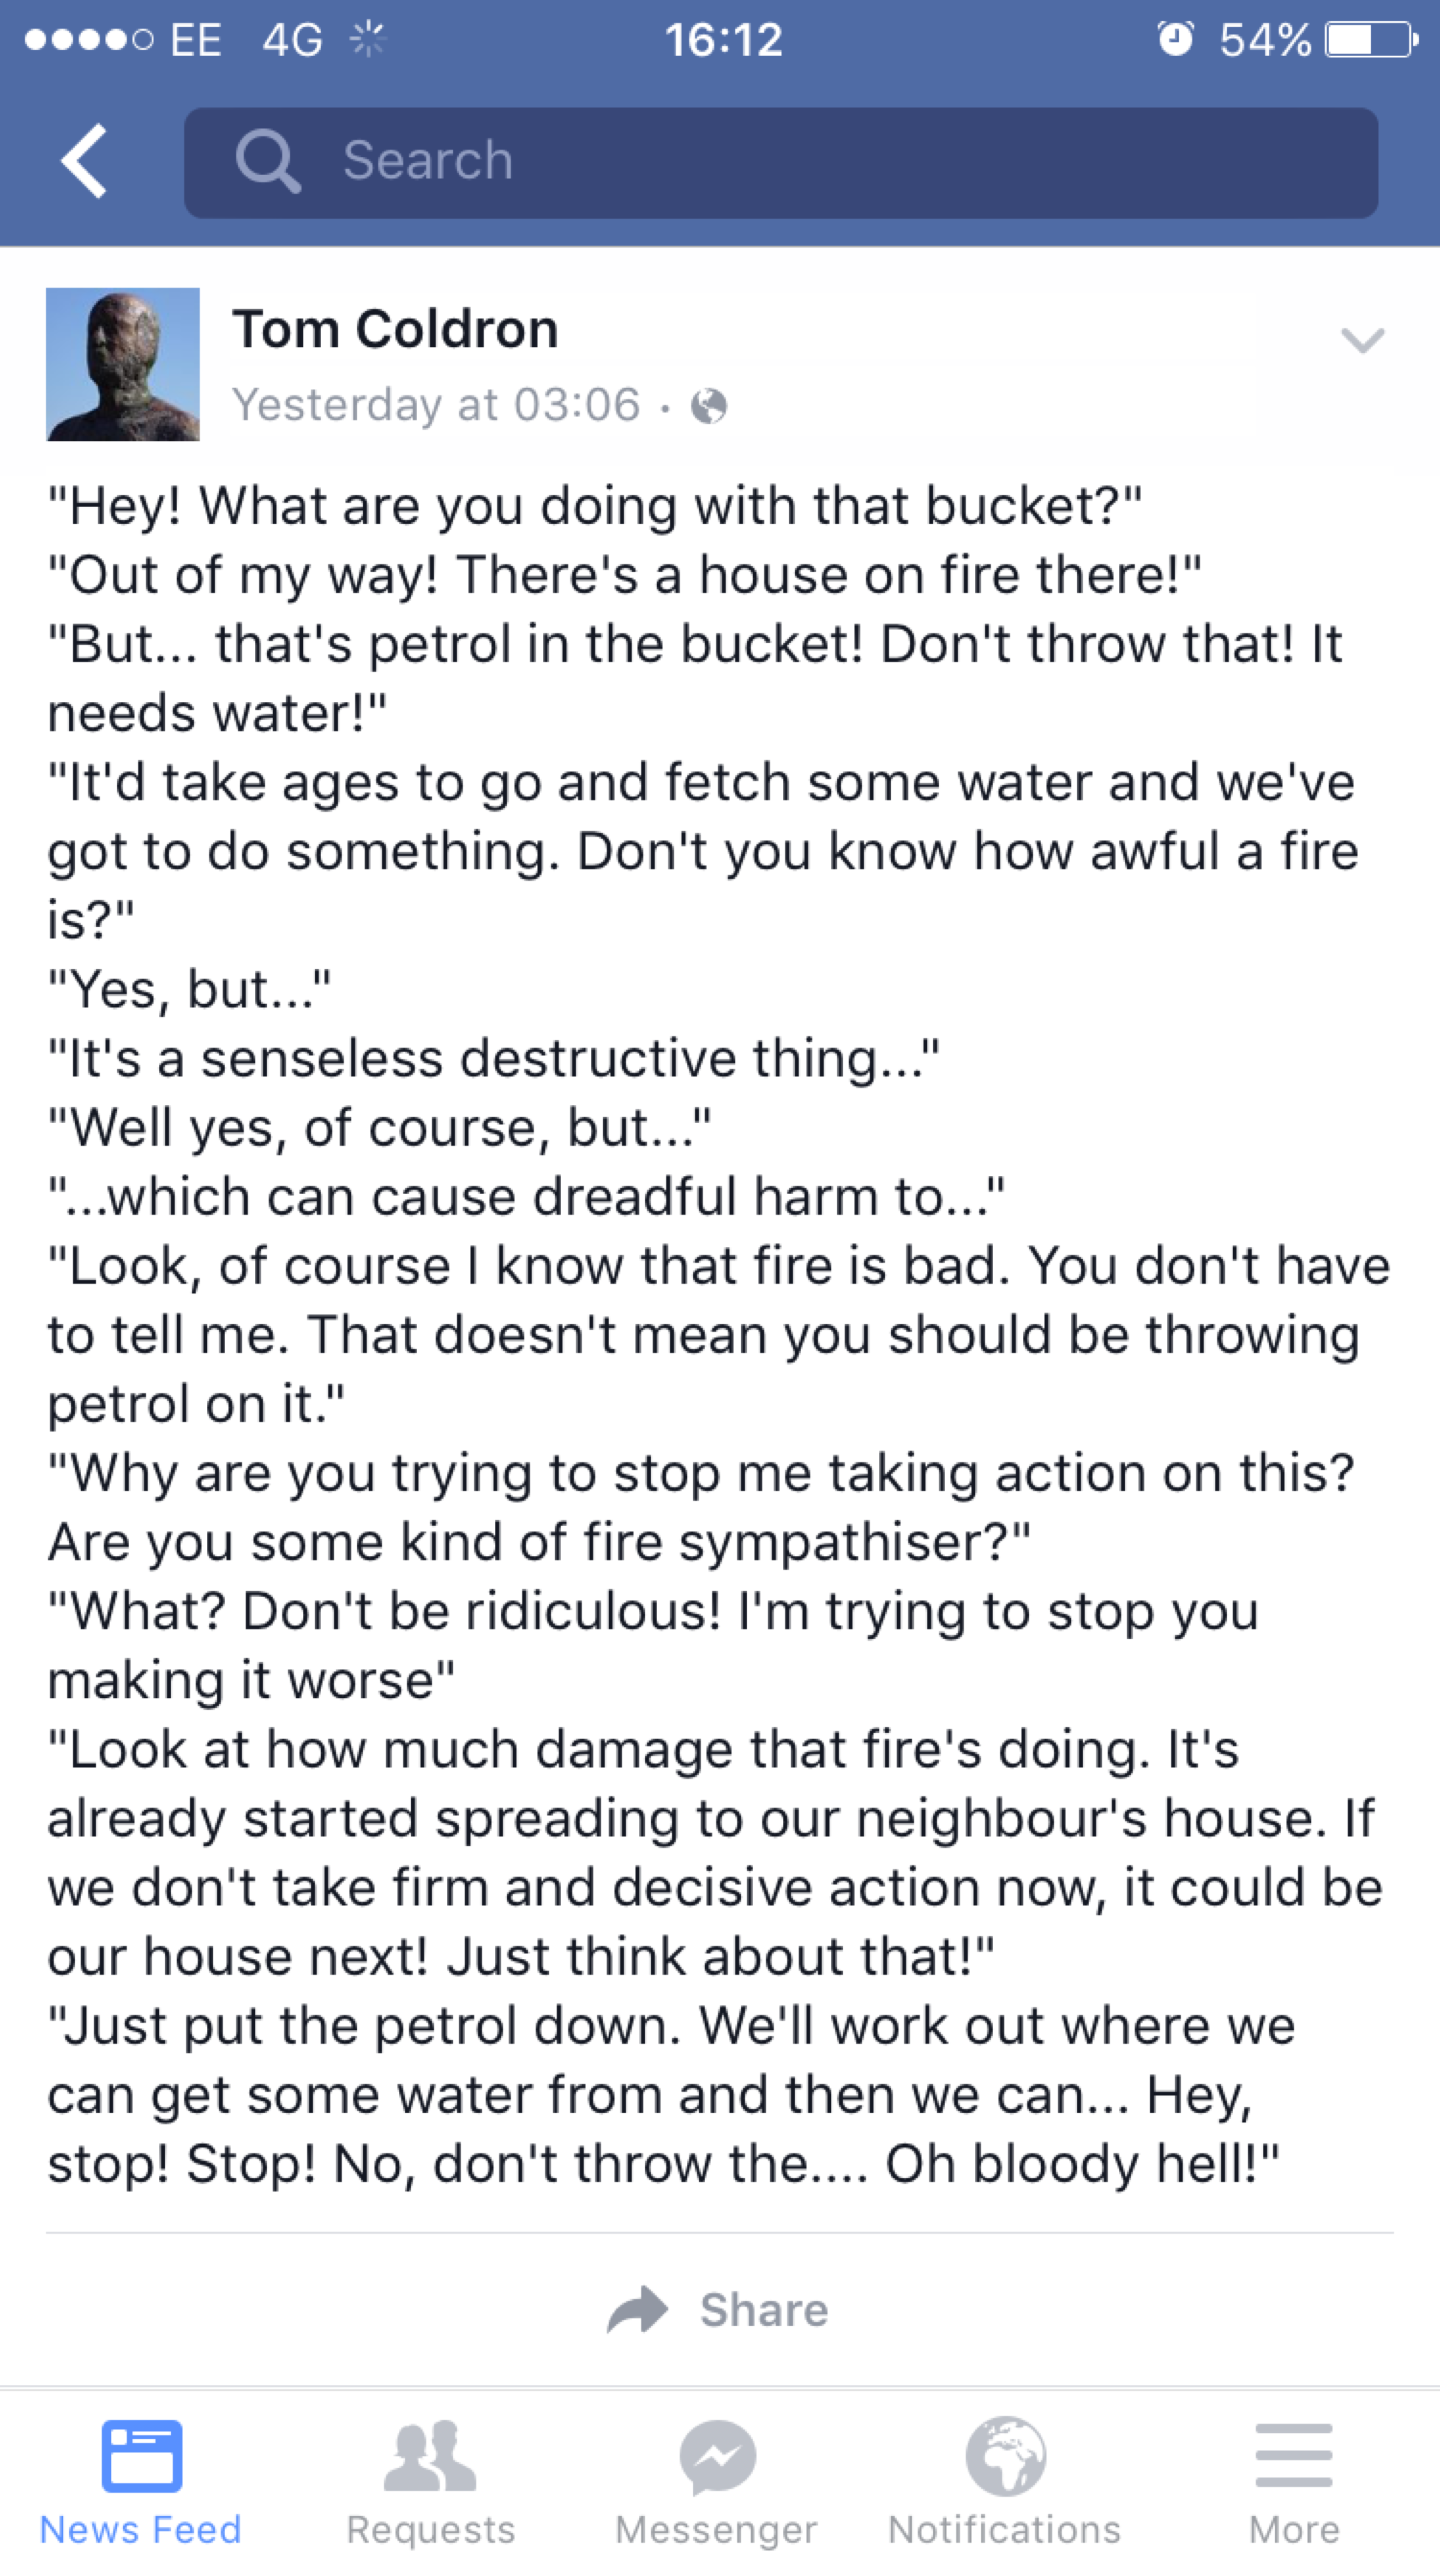 EE 4G 16:12 54%
Search
Tom Coldron
Yesterday at 03:06 ·
"Hey! What are you doing with that bucket?"
"Out of my way! There's a house on fire there!"
"But... that's petrol in the bucket! Don't throw that! It
needs water!"
"It'd take ages to go and fetch some water and we've
got to do something. Don't you know how awful a fire
is?"
"Yes, but..."
"It's a senseless destructive thing..."
"Well yes, of course, but..."
"...which can cause dreadful harm to..."
"Look, of course I know that fire is bad. You don't have
to tell me. That doesn't mean you should be throwing
petrol on it."
"Why are you trying to stop me taking action on this?
Are you some kind of fire sympathiser?"
"What? Don't be ridiculous! I'm trying to stop you
making it worse"
"Look at how much damage that fire's doing. It's
already started spreading to our neighbour's house. If
we don't take firm and decisive action now, it could be
our house next! Just think about that!"
"Just put the petrol down. We'll work out where we
can get some water from and then we can... Hey,
stop! Stop! No, don't throw the.... Oh bloody hell!"
Share
News Feed Requests Messenger Notifications More